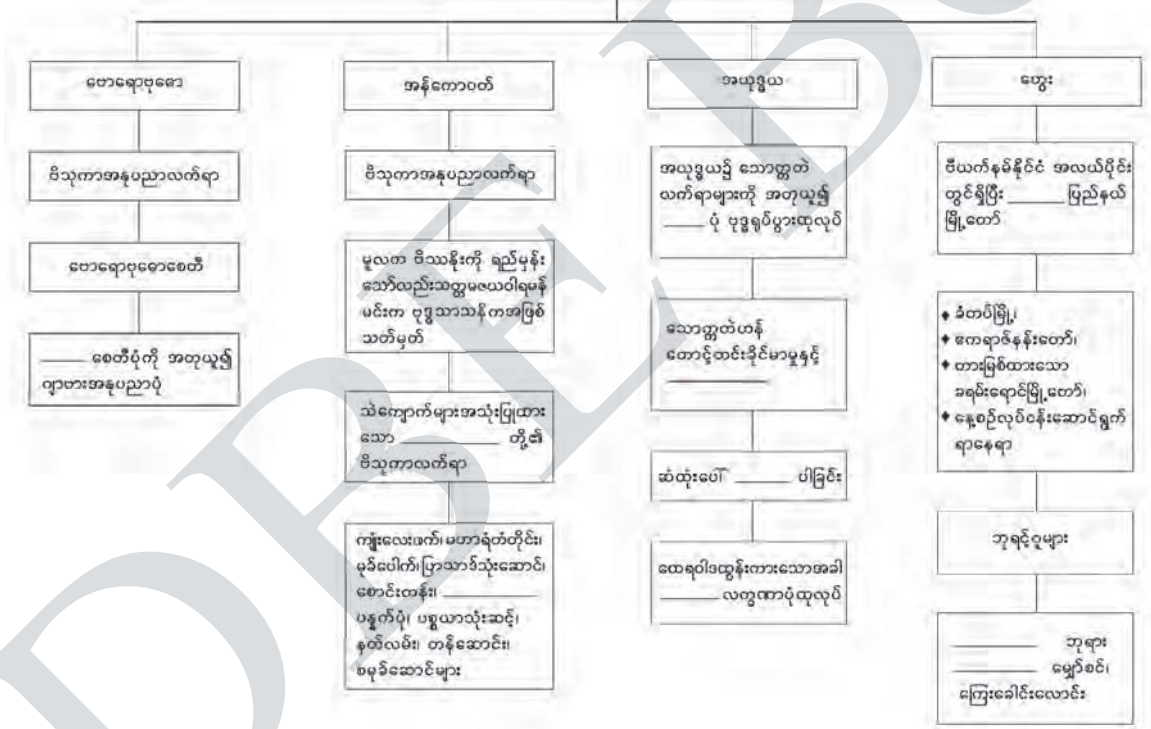 ဗောရောဗုဓော
ဗိသုကာအနုပညာလက်ရာ
ဗောရောဗုဓောစေတီ
______ စေတီပုံကို အတုယူ၍
ဂျာဗားအနုပညာပုံ
အန်ကောဝတ်
ဗိသုကာအနုပညာလက်ရာ
မူလက ဗိဿနိုးကို ရည်မှန်း
သော်လည်းသတ္တမဇယဝါရမန်
မင်းက ဗုဒ္ဓသာသနိကအဖြစ်
သတ်မှတ်
သဲကျောက်များအသုံးပြုထား
သော ______ တို့၏
ဗိသုကာလက်ရာ
ကျုံးလေးဖက်၊ မဟာရံတံတိုင်း၊
မုခ်ပေါက်၊ ပြာသာဒ်သုံးဆောင်၊
စောင်းတန်း၊ ______
ပန္နက်ပုံ၊ ပစ္စယာသုံးဆင့်၊
နတ်လမ်း၊ တန်ဆောင်း၊
စမုခ်ဆောင်များ
အယုဒ္ဓယ
အယုဒ္ဓယ၌ သောက္ကတဲ
လက်ရာများကို အတုယူ၍
______ ပုံ ဗုဒ္ဓရုပ်ပွားထုလုပ်
သောက္ကတဲဟန်
တောင့်တင်းခိုင်မာမှုနှင့်
______
ဆံထုံးပေါ် ______ ပါခြင်း
ထေရဝါဒထွန်းကားသောအခါ
______ လက္ခဏာပုံထုလုပ်
ဟွေး
ဗီယက်နမ်နိုင်ငံ အလယ်ပိုင်း
တွင်ရှိပြီး ______ ပြည်နယ်
မြို့တော်
♦ ခံတပ်မြို့၊
♦ ဧကရာဇ်နန်းတော်၊
♦ တားမြစ်ထားသော
ခရမ်းရောင်မြို့တော်၊
♦ နေ့စဉ်လုပ်ငန်းဆောင်ရွက်
ရာနေရာ
ဘုရင့်ဂူများ
______ ဘုရား
______ မျှော်စင်၊
ကြေးခေါင်းလောင်း
DBE